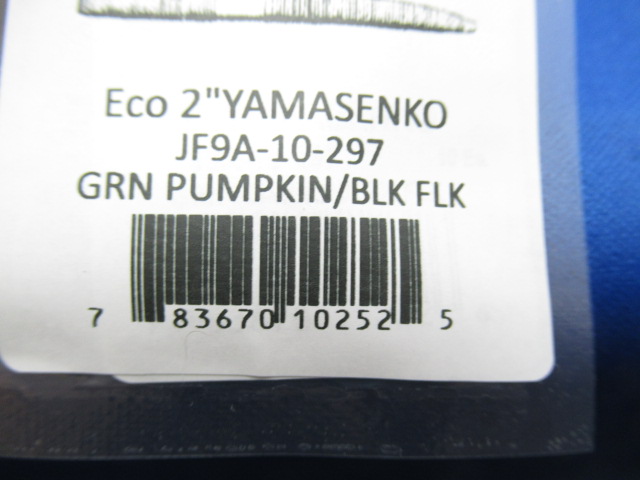 Eco 2"YAMASENKO
JF9A-10-297
GRN PUMPKIN/BLK FLK
7 83670 10252 5